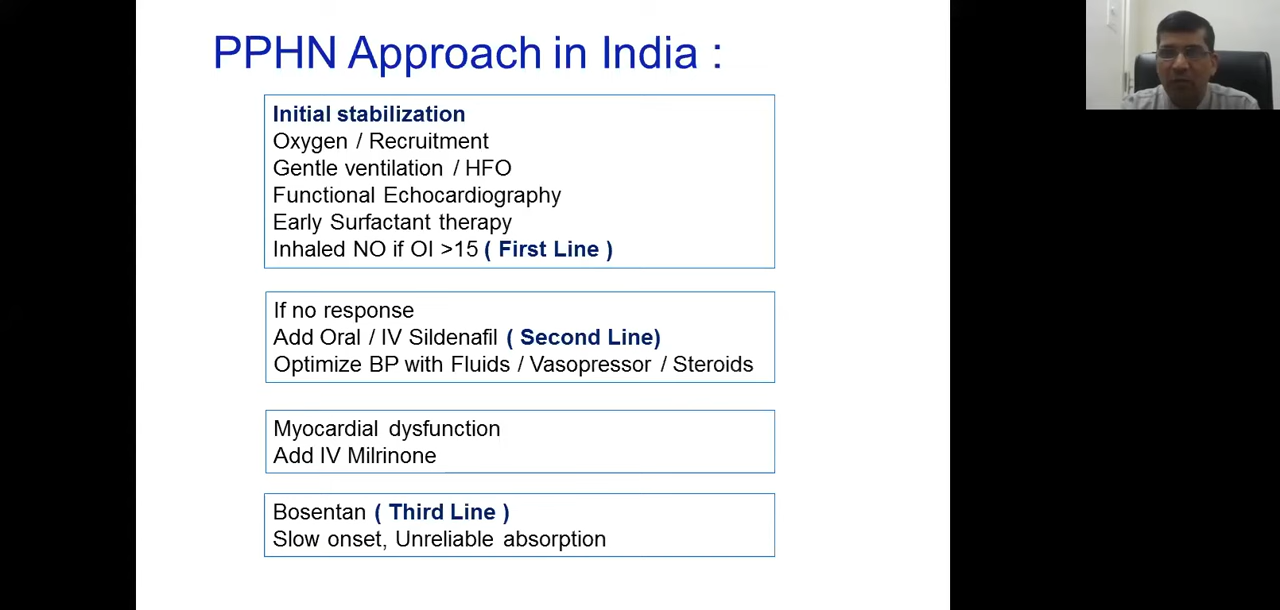 PPHN Approach in India :
Initial stabilization
Oxygen / Recruitment
Gentle ventilation / HFO
Functional Echocardiography
Early Surfactant therapy
Inhaled NO if OI >15 ( First Line )
If no response
Add Oral / IV Sildenafil ( Second Line)
Optimize BP with Fluids / Vasopressor / Steroids
Myocardial dysfunction
Add IV Milrinone
Bosentan ( Third Line )
Slow onset, Unreliable absorption